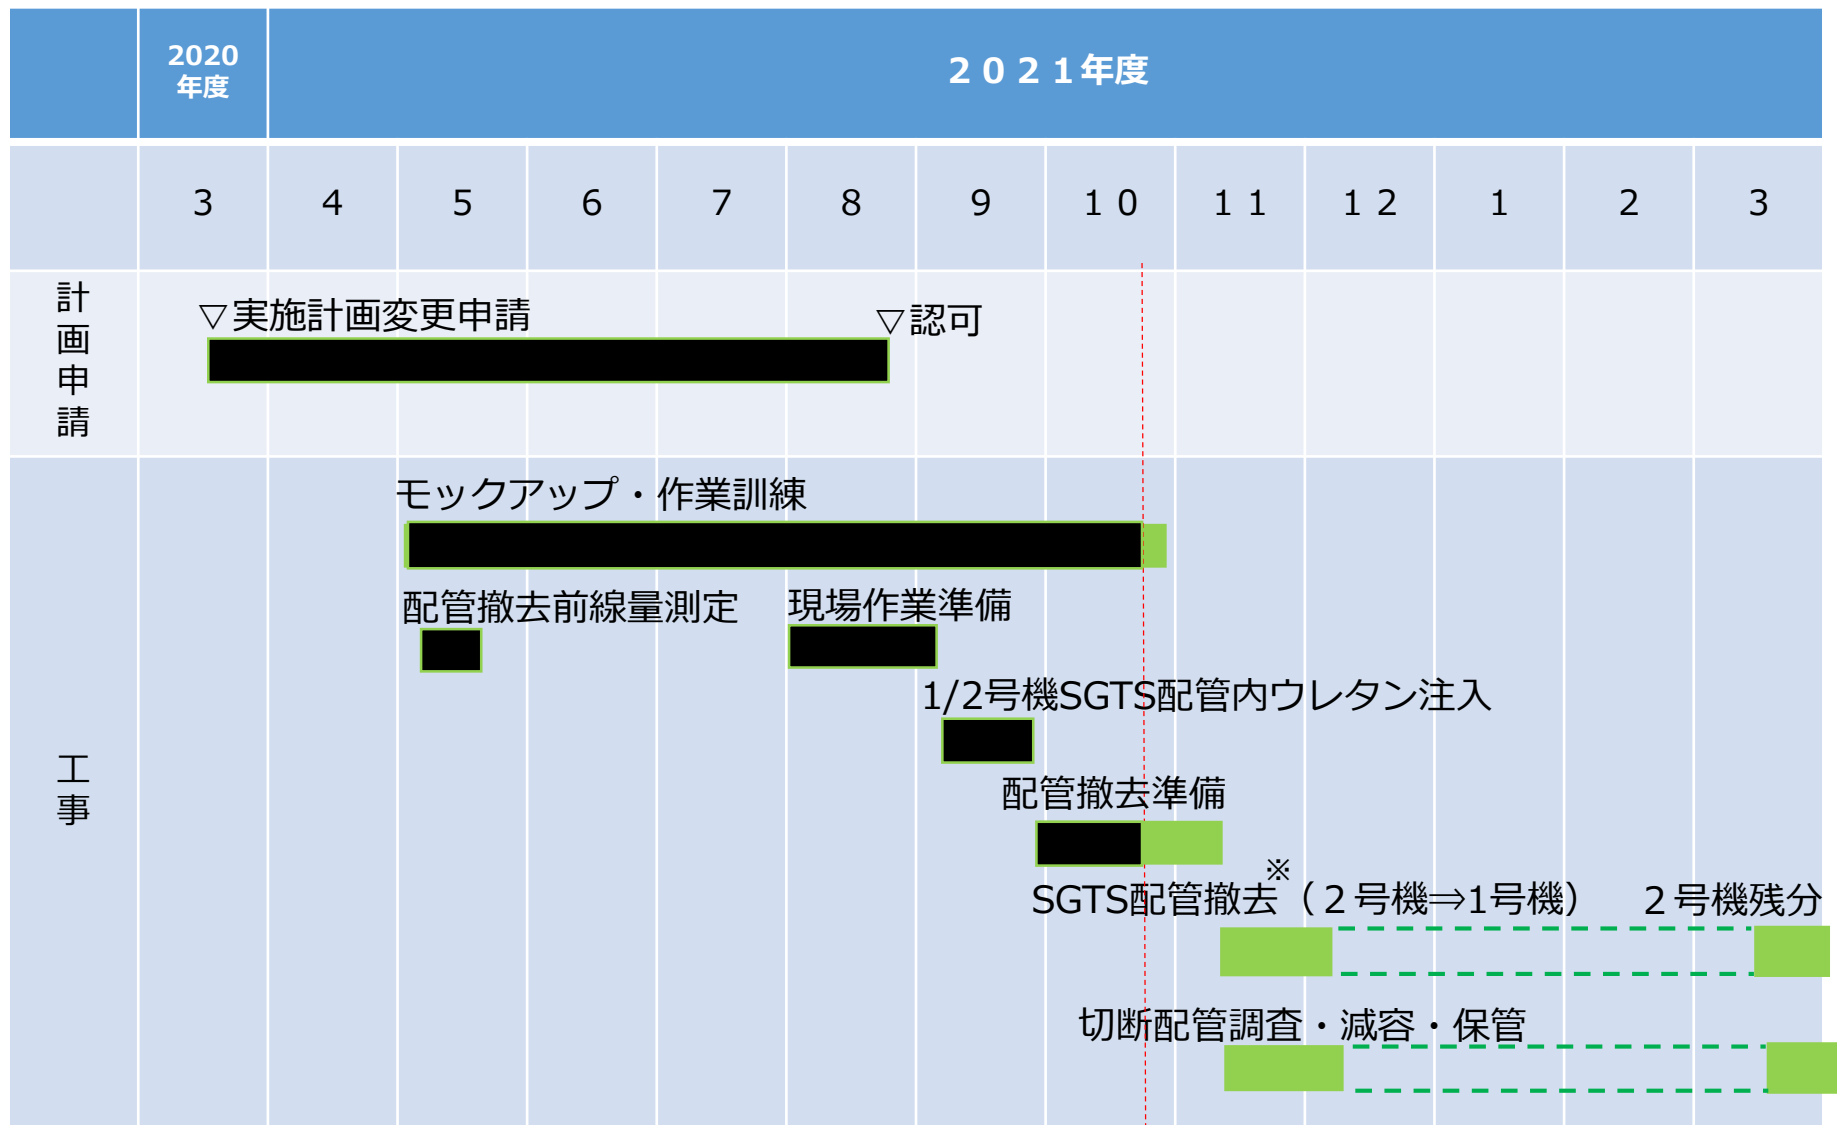 2020
年度
２０２１年度
3
4
5
6
7
8
9
１０
１１
１２
1
2
3
計画申請
▽実施計画変更申請
▽認可
工事
モックアップ・作業訓練
配管撤去前線量測定
現場作業準備
1/2号機SGTS配管内ウレタン注入
配管撤去準備
※
SGTS配管撤去（２号機⇒1号機）
２号機残分
切断配管調査・減容・保管